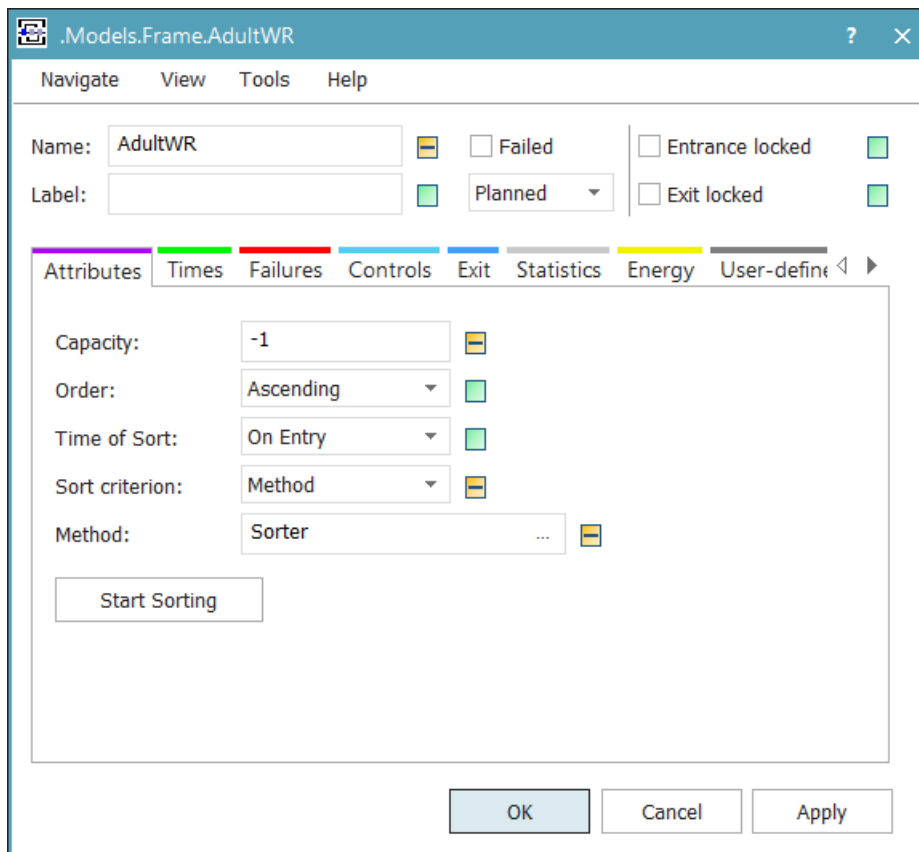 .Models.Frame.AdultWR ? ×
Navigate View Tools Help
Name: AdultWR Failed Entrance locked
Label: Planned Exit locked
Attributes Times Failures Controls Exit Statistics Energy User-define
Capacity: -1
Order: Ascending
Time of Sort: On Entry
Sort criterion: Method
Method: Sorter ...
Start Sorting
OK Cancel Apply